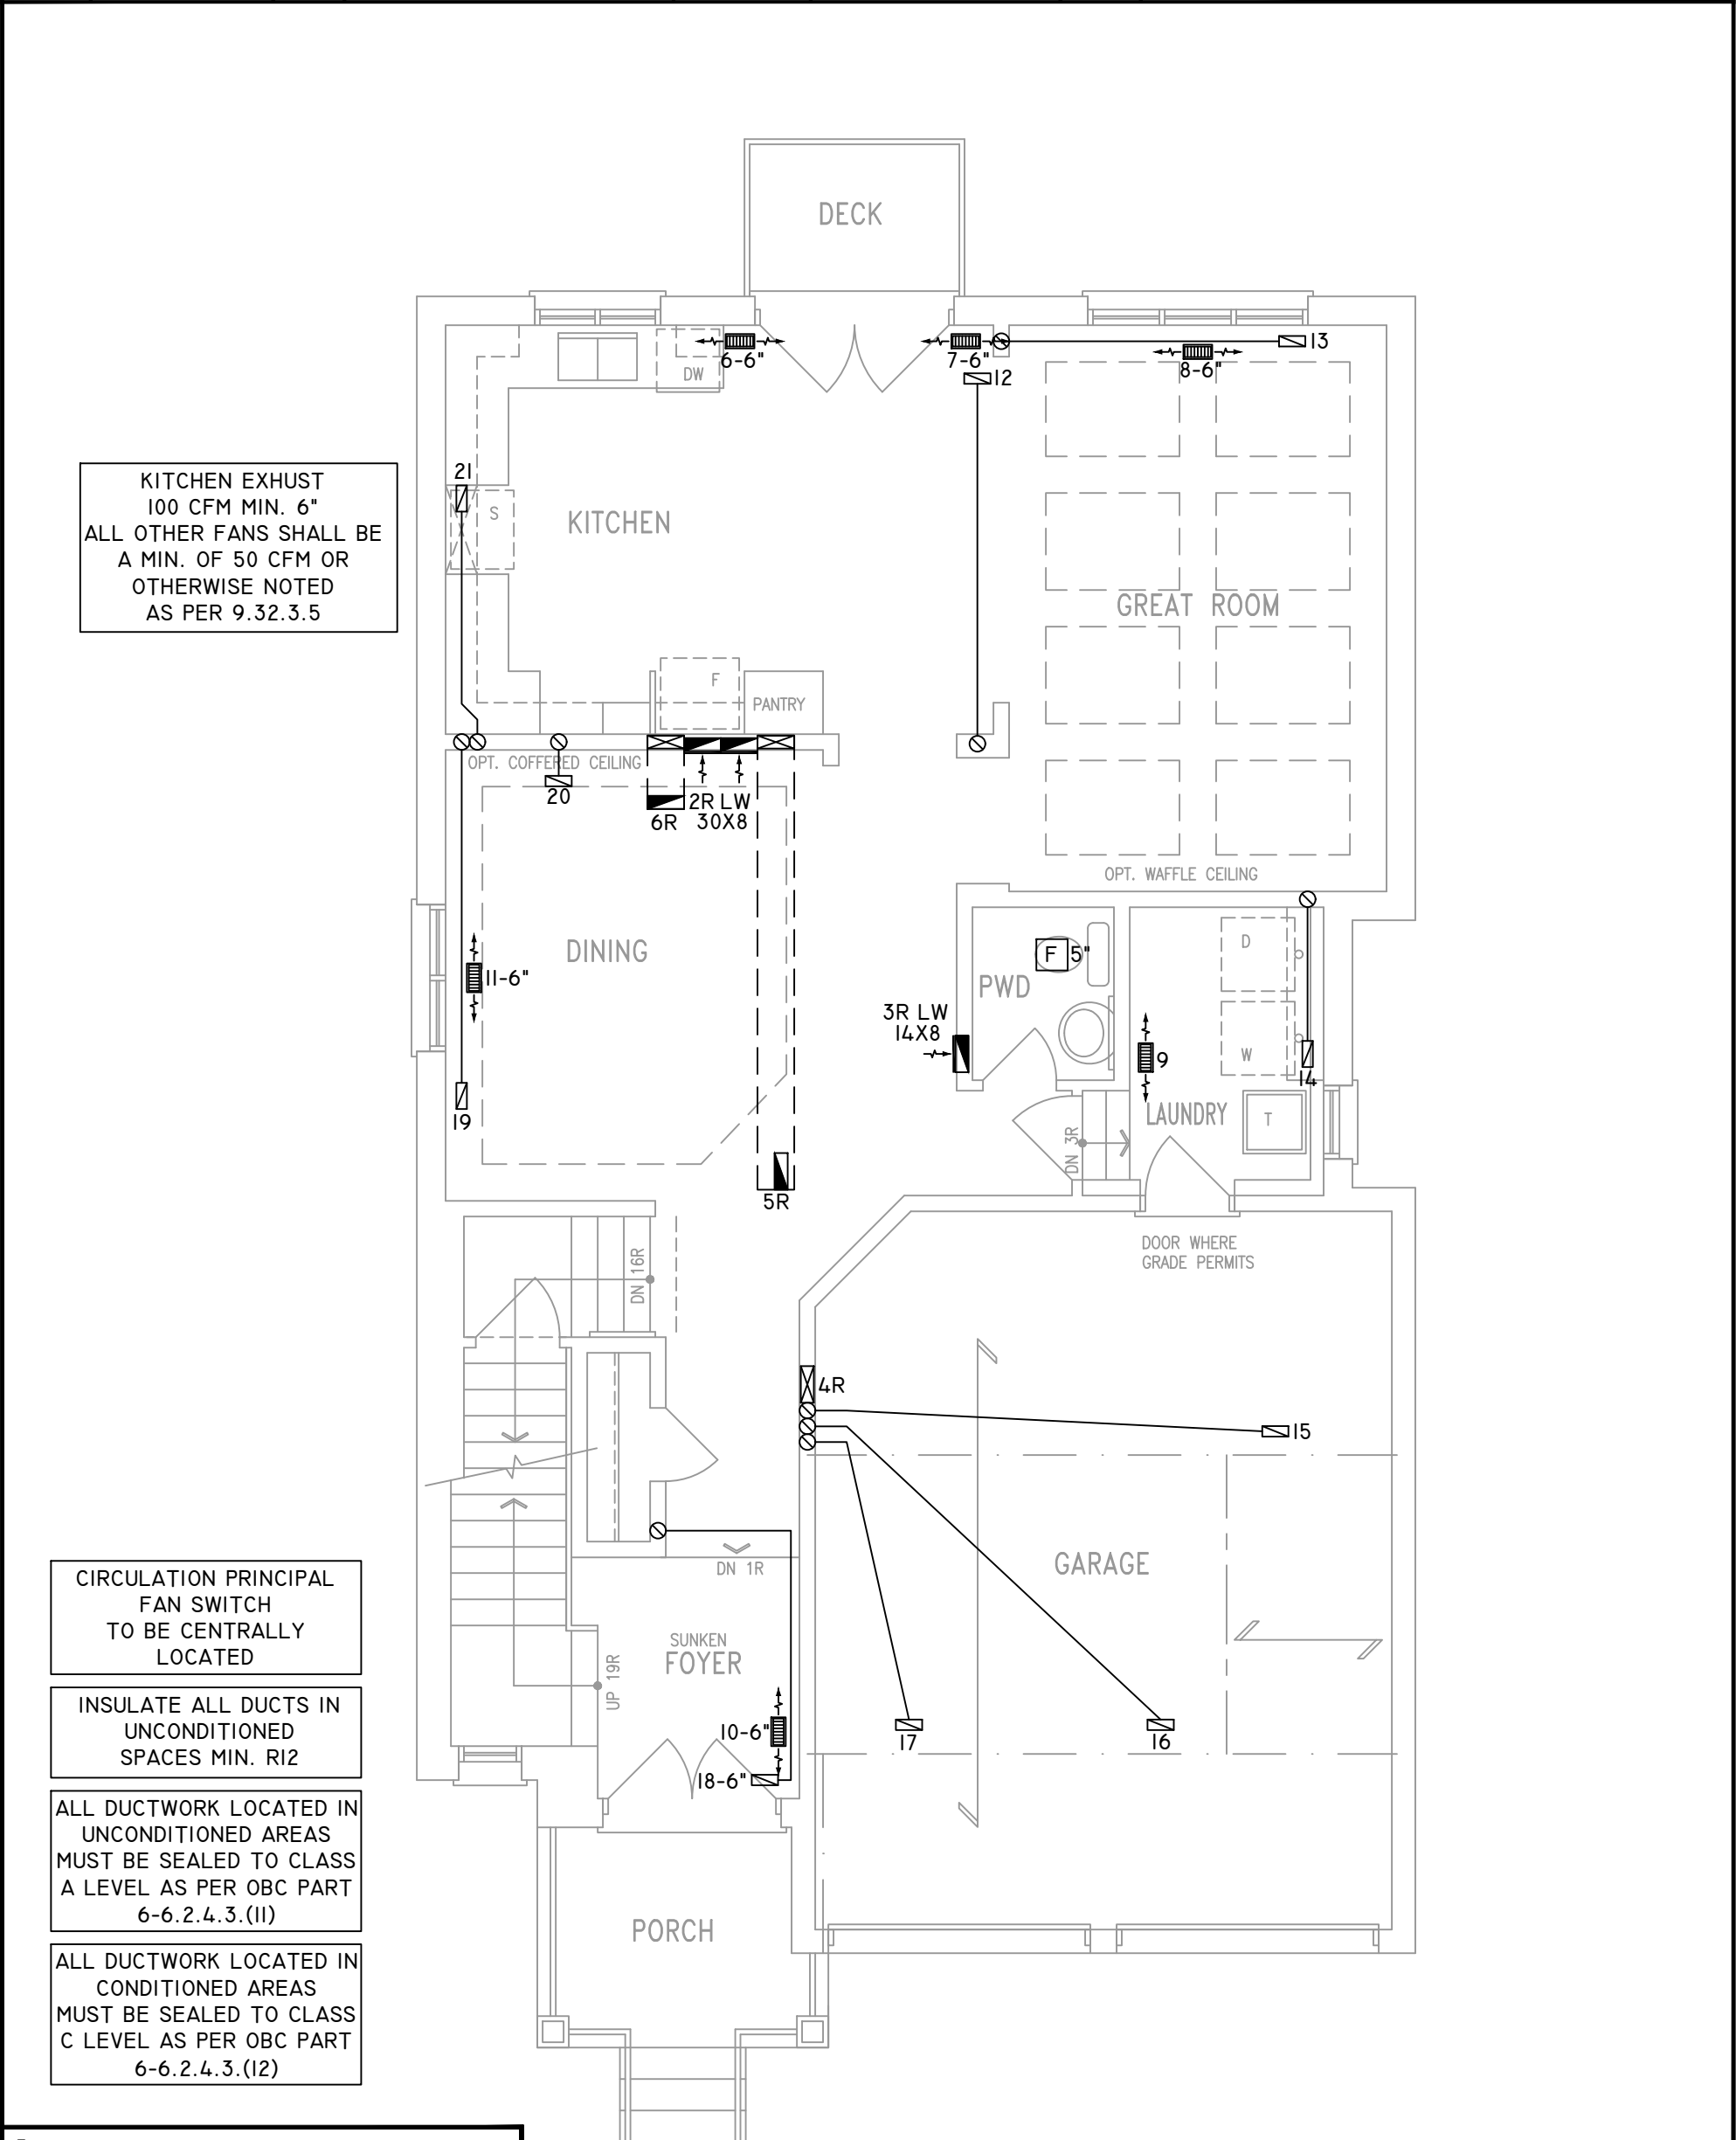 DECK
6-6"
7-6"
13
8-6"
12
DW
21
S
KITCHEN
KITCHEN EXHUST
100 CFM MIN. 6"
ALL OTHER FANS SHALL BE
A MIN. OF 50 CFM OR
OTHERWISE NOTED
AS PER 9.32.3.5
GREAT ROOM
F
PANTRY
OPT. COFFERED CEILING
20
6R
2R LW
30X8
OPT. WAFFLE CEILING
DINING
11-6"
PWD
F 5"
D
W
3R LW
14X8
9
14
19
LAUNDRY
T
DN 3R
5R
DN 16R
DOOR WHERE
GRADE PERMITS
4R
15
DN 1R
GARAGE
SUNKEN
FOYER
UP 19R
10-6"
17
16
18-6"
PORCH
CIRCULATION PRINCIPAL
FAN SWITCH
TO BE CENTRALLY
LOCATED
INSULATE ALL DUCTS IN
UNCONDITIONED
SPACES MIN. R12
ALL DUCTWORK LOCATED IN
UNCONDITIONED AREAS
MUST BE SEALED TO CLASS
A LEVEL AS PER OBC PART
6-6.2.4.3.(11)
ALL DUCTWORK LOCATED IN
CONDITIONED AREAS
MUST BE SEALED TO CLASS
C LEVEL AS PER OBC PART
6-6.2.4.3.(12)